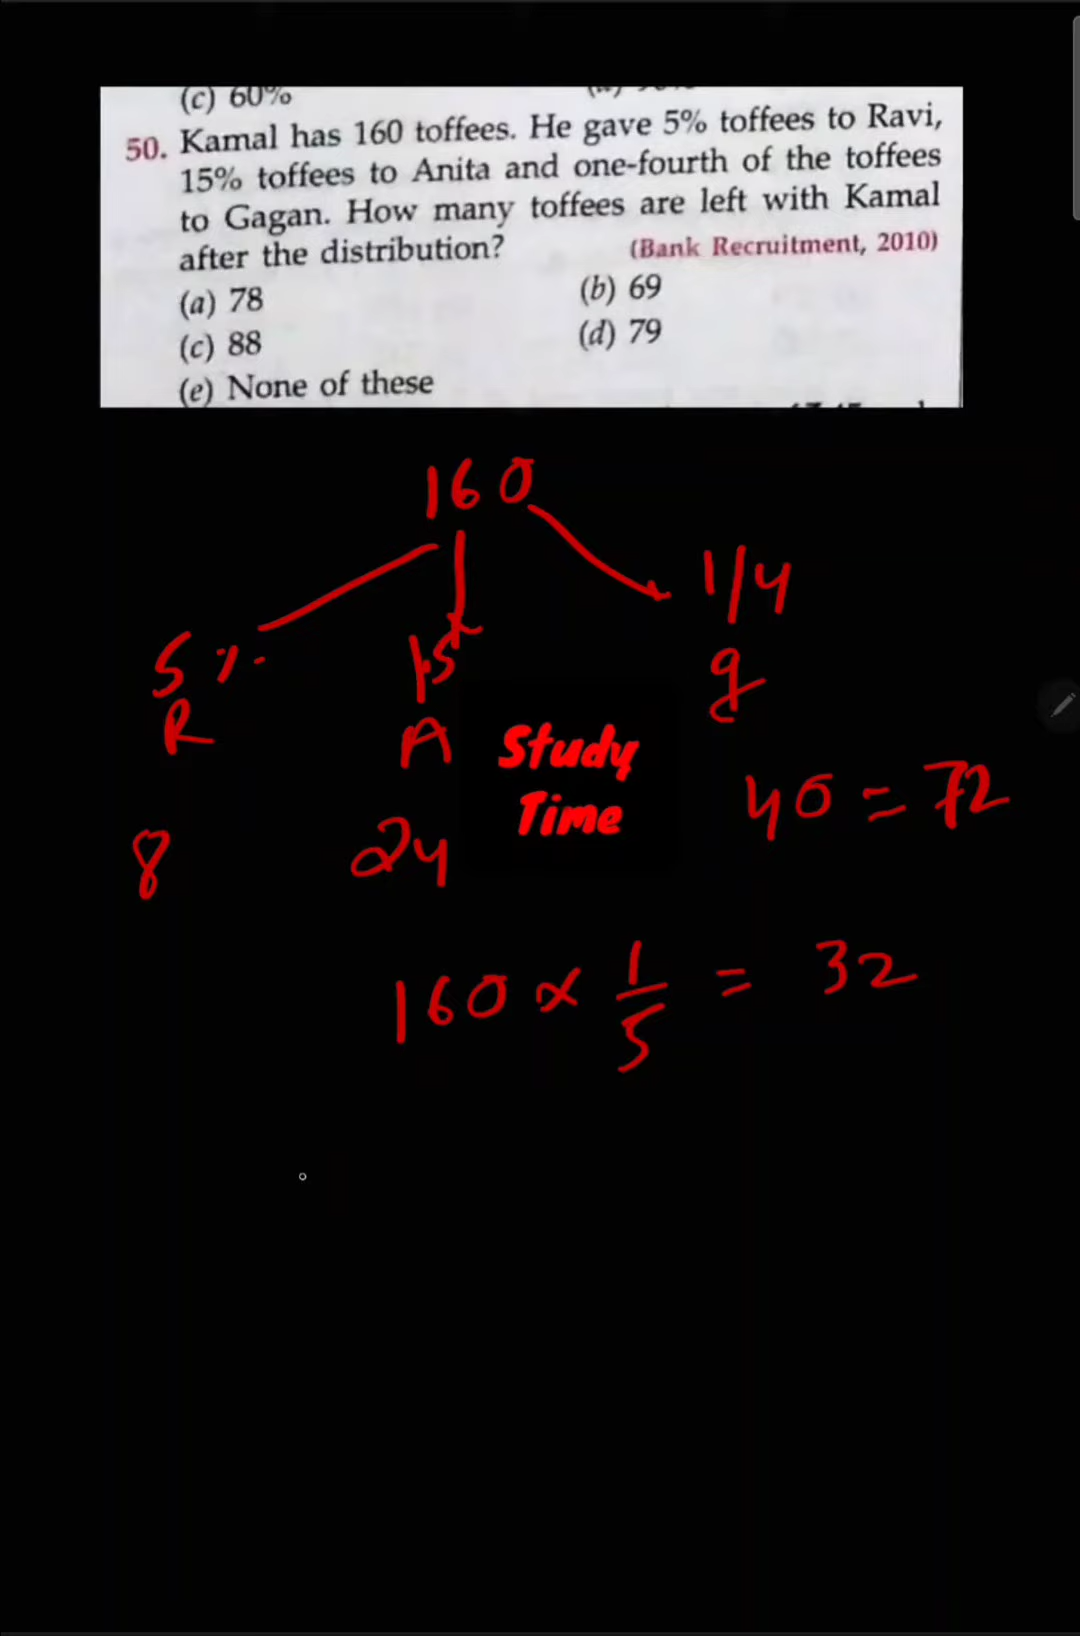 (c) 60%
50. Kamal has 160 toffees. He gave 5% toffees to Ravi,
15% toffees to Anita and one-fourth of the toffees
to Gagan. How many toffees are left with Kamal
after the distribution? (Bank Recruitment, 2010)
(a) 78 (b) 69
(c) 88 (d) 79
(e) None of these
160
5% 15 1/4
R A g
Study
Time
8 24 40 = 72
160 × 1/5 = 32